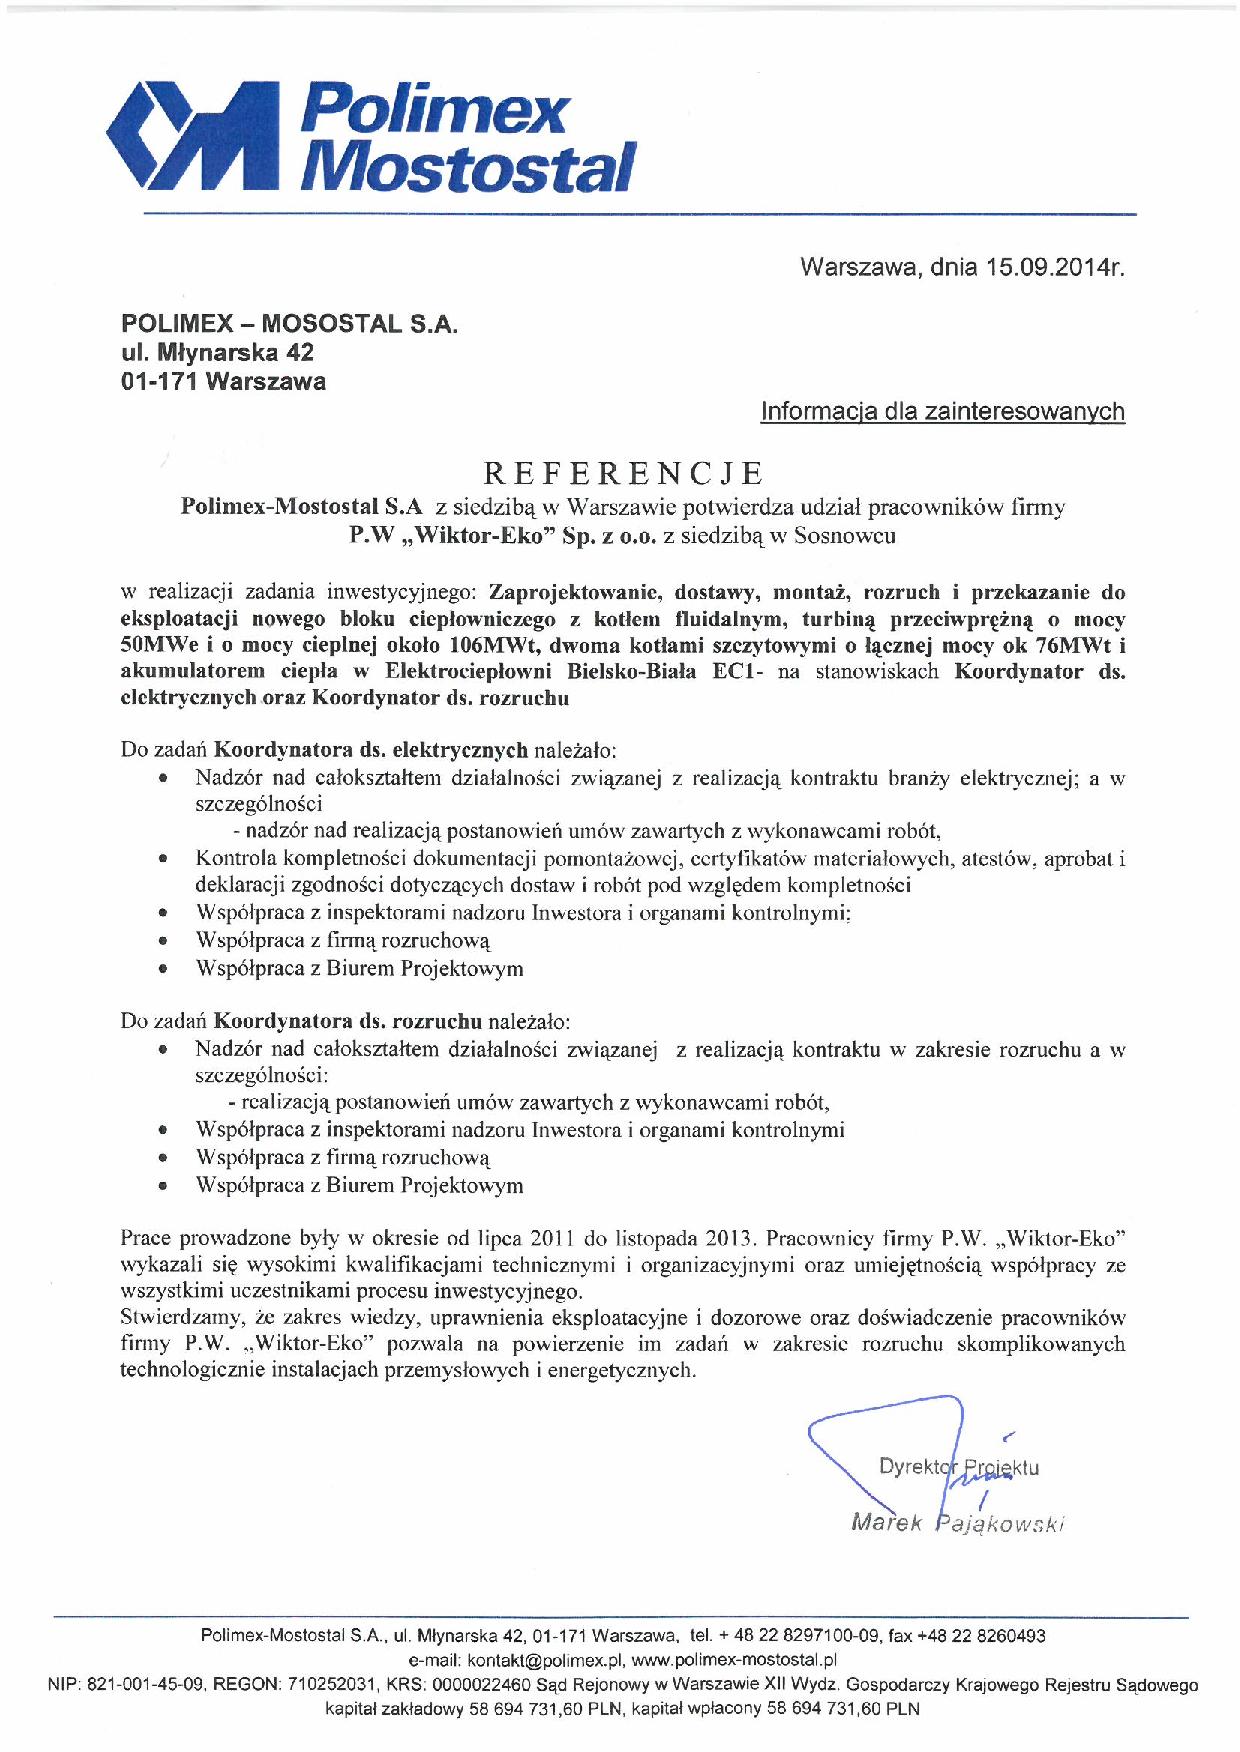 Polimex
Mostostal
Warszawa, dnia 15.09.2014r.
POLIMEX – MOSOSTAL S.A.
ul. Młynarska 42
01-171 Warszawa
Informacja dla zainteresowanych
REFERENCJE
Polimex-Mostostal S.A z siedzibą w Warszawie potwierdza udział pracowników firmy
P.W „Wiktor-Eko” Sp. z o.o. z siedzibą w Sosnowcu
w realizacji zadania inwestycyjnego: Zaprojektowanie, dostawy, montaż, rozruch i przekazanie do
eksploatacji nowego bloku ciepłowniczego z kotłem fluidalnym, turbiną przeciwprężną o mocy
50MWe i o mocy cieplnej około 106MWt, dwoma kotłami szczytowymi o łącznej mocy ok 76MWt i
akumulatorem ciepła w Elektrociepłowni Bielsko-Biała EC1- na stanowiskach Koordynator ds.
elektrycznych oraz Koordynator ds. rozruchu
Do zadań Koordynatora ds. elektrycznych należało:
• Nadzór nad całokształtem działalności związanej z realizacją kontraktu branży elektrycznej; a w
szczególności
- nadzór nad realizacją postanowień umów zawartych z wykonawcami robót,
• Kontrola kompletności dokumentacji pomontażowej, certyfikatów materiałowych, atestów, aprobat i
deklaracji zgodności dotyczących dostaw i robót pod względem kompletności
• Współpraca z inspektorami nadzoru Inwestora i organami kontrolnymi;
• Współpraca z firmą rozruchową
• Współpraca z Biurem Projektowym
Do zadań Koordynatora ds. rozruchu należało:
• Nadzór nad całokształtem działalności związanej z realizacją kontraktu w zakresie rozruchu a w
szczególności:
- realizacją postanowień umów zawartych z wykonawcami robót,
• Współpraca z inspektorami nadzoru Inwestora i organami kontrolnymi
• Współpraca z firmą rozruchową
• Współpraca z Biurem Projektowym
Prace prowadzone były w okresie od lipca 2011 do listopada 2013. Pracownicy firmy P.W. „Wiktor-Eko”
wykazali się wysokimi kwalifikacjami technicznymi i organizacyjnymi oraz umiejętnością współpracy ze
wszystkimi uczestnikami procesu inwestycyjnego.
Stwierdzamy, że zakres wiedzy, uprawnienia eksploatacyjne i dozorowe oraz doświadczenie pracowników
firmy P.W. „Wiktor-Eko” pozwala na powierzenie im zadań w zakresie rozruchu skomplikowanych
technologicznie instalacjach przemysłowych i energetycznych.
Dyrektor Projektu
Marek Pająkowski
Polimex-Mostostal S.A., ul. Młynarska 42, 01-171 Warszawa, tel. + 48 22 8297100-09, fax +48 22 8260493
e-mail: kontakt@polimex.pl, www.polimex-mostostal.pl
NIP: 821-001-45-09, REGON: 710252031, KRS: 0000022460 Sąd Rejonowy w Warszawie XII Wydz. Gospodarczy Krajowego Rejestru Sądowego
kapitał zakładowy 58 694 731,60 PLN, kapitał wpłacony 58 694 731,60 PLN